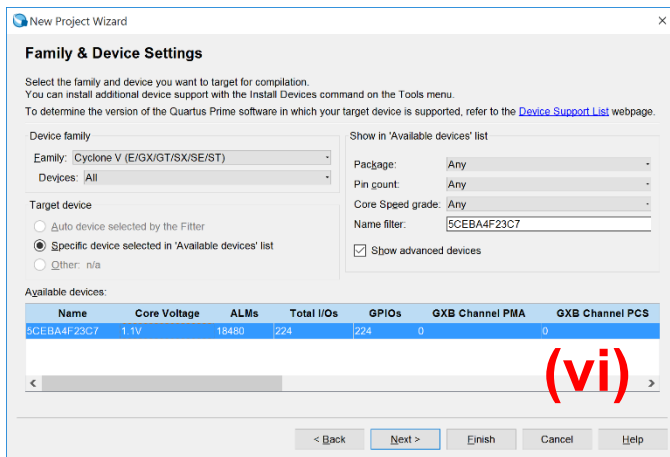 New Project Wizard
Family & Device Settings
Select the family and device you want to target for compilation.
You can install additional device support with the Install Devices command on the Tools menu.
To determine the version of the Quartus Prime software in which your target device is supported, refer to the Device Support List webpage.
Device family
Family: Cyclone V (E/GX/GT/SX/SE/ST)
Devices: All
Target device
Auto device selected by the Fitter
Specific device selected in 'Available devices' list
Other: n/a
Show in 'Available devices' list
Package: Any
Pin count: Any
Core Speed grade: Any
Name filter: 5CEBA4F23C7
Show advanced devices
Available devices:
Name Core Voltage ALMs Total I/Os GPIOs GXB Channel PMA GXB Channel PCS
5CEBA4F23C7 1.1V 18480 224 224 0 0
(vi)
< Back Next > Finish Cancel Help